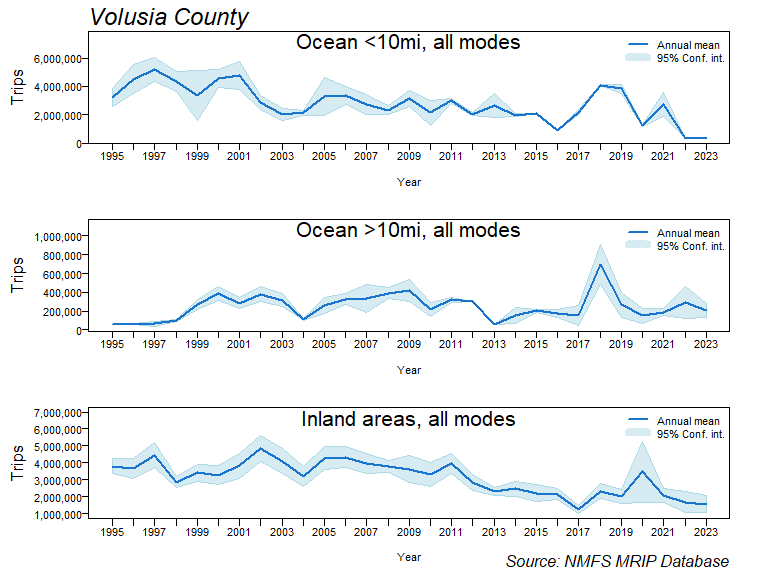 Volusia County
Ocean <10mi, all modes
Annual mean
95% Conf. int.
Trips
6,000,000
4,000,000
2,000,000
0
1995 1997 1999 2001 2003 2005 2007 2009 2011 2013 2015 2017 2019 2021 2023
Year
Ocean >10mi, all modes
Annual mean
95% Conf. int.
Trips
1,000,000
800,000
600,000
400,000
200,000
0
1995 1997 1999 2001 2003 2005 2007 2009 2011 2013 2015 2017 2019 2021 2023
Year
Inland areas, all modes
Annual mean
95% Conf. int.
Trips
7,000,000
6,000,000
5,000,000
4,000,000
3,000,000
2,000,000
1,000,000
1995 1997 1999 2001 2003 2005 2007 2009 2011 2013 2015 2017 2019 2021 2023
Year
Source: NMFS MRIP Database